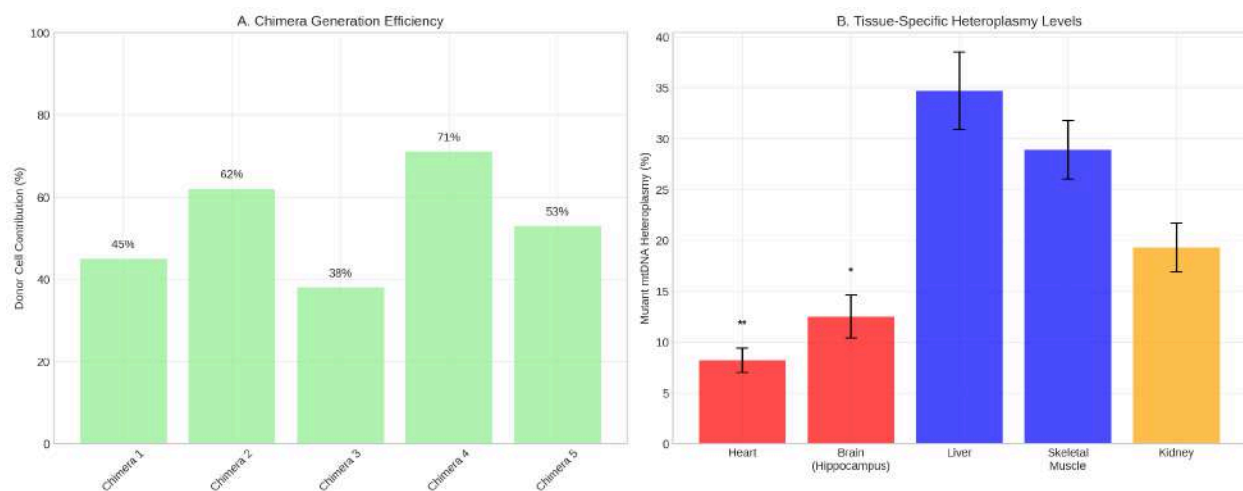 A. Chimera Generation Efficiency
Donor Cell Contribution (%)
100
80
60
40
20
0
45%
62%
38%
71%
53%
Chimera 1
Chimera 2
Chimera 3
Chimera 4
Chimera 5
B. Tissue-Specific Heteroplasmy Levels
Mutant mtDNA Heteroplasmy (%)
40
35
30
25
20
15
10
5
0
**
*
Heart
Brain
(Hippocampus)
Liver
Skeletal
Muscle
Kidney